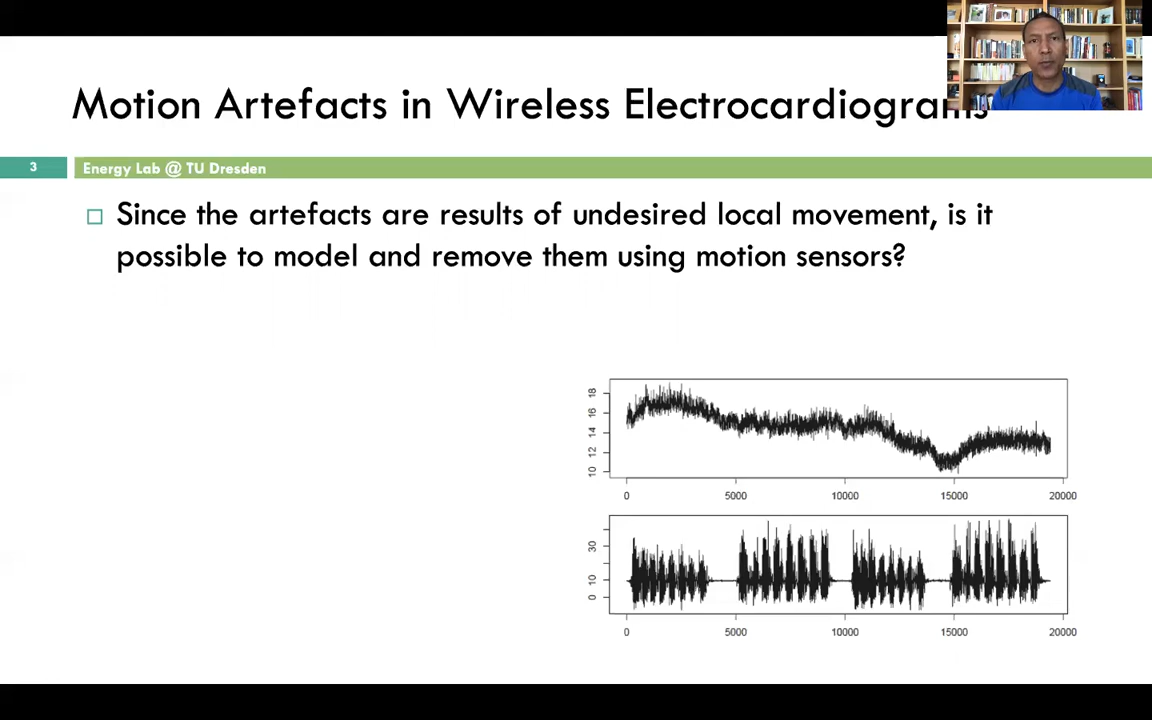 Motion Artefacts in Wireless Electrocardiograms
3
Energy Lab @ TU Dresden
Since the artefacts are results of undesired local movement, is it
possible to model and remove them using motion sensors?
18
16
14
12
10
0 5000 10000 15000 20000
30
10
0
0 5000 10000 15000 20000